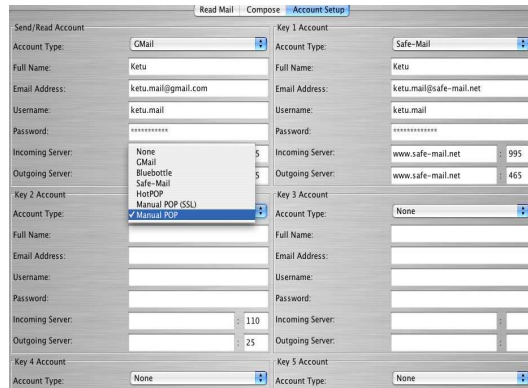 Read Mail Compose Account Setup
Send/Read Account
Account Type: GMail
Full Name: Ketu
Email Address: ketu.mail@gmail.com
Username: ketu.mail
Password: ***********
Incoming Server: 5
Outgoing Server: 5
None
GMail
Bluebottle
Safe-Mail
HotPOP
Manual POP (SSL)
✓ Manual POP
Key 1 Account
Account Type: Safe-Mail
Full Name: Ketu
Email Address: ketu.mail@safe-mail.net
Username: ketu.mail
Password: *************
Incoming Server: www.safe-mail.net : 995
Outgoing Server: www.safe-mail.net : 465
Key 2 Account
Account Type:
Full Name:
Email Address:
Username:
Password:
Incoming Server: : 110
Outgoing Server: : 25
Key 3 Account
Account Type: None
Full Name:
Email Address:
Username:
Password:
Incoming Server: :
Outgoing Server: :
Key 4 Account
Account Type: None
Key 5 Account
Account Type: None